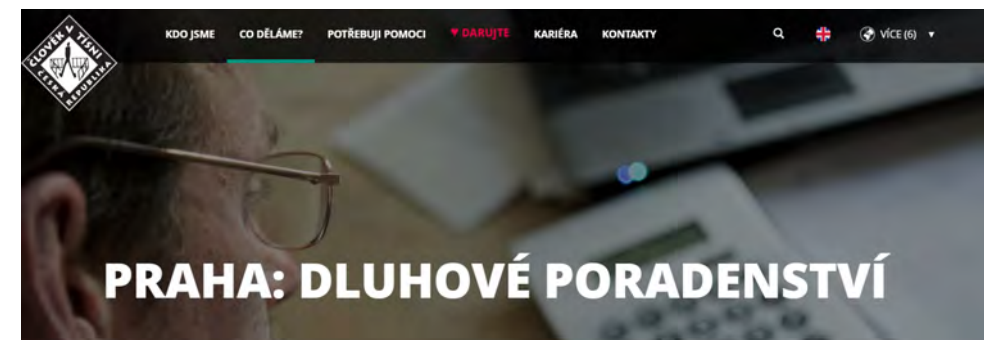 ČLOVĚK V TÍSNI
ČESKÁ REPUBLIKA
KDO JSME CO DĚLÁME? POTŘEBUJI POMOCI ♥ DARUJTE KARIÉRA KONTAKTY VÍCE (6) ▼
PRAHA: DLUHOVÉ PORADENSTVÍ